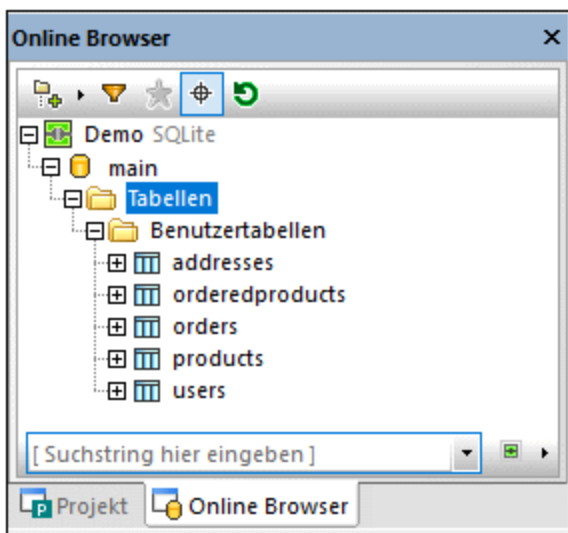 Online Browser
Demo SQLite
main
Tabellen
Benutzertabellen
addresses
orderedproducts
orders
products
users
[ Suchstring hier eingeben ]
Projekt Online Browser